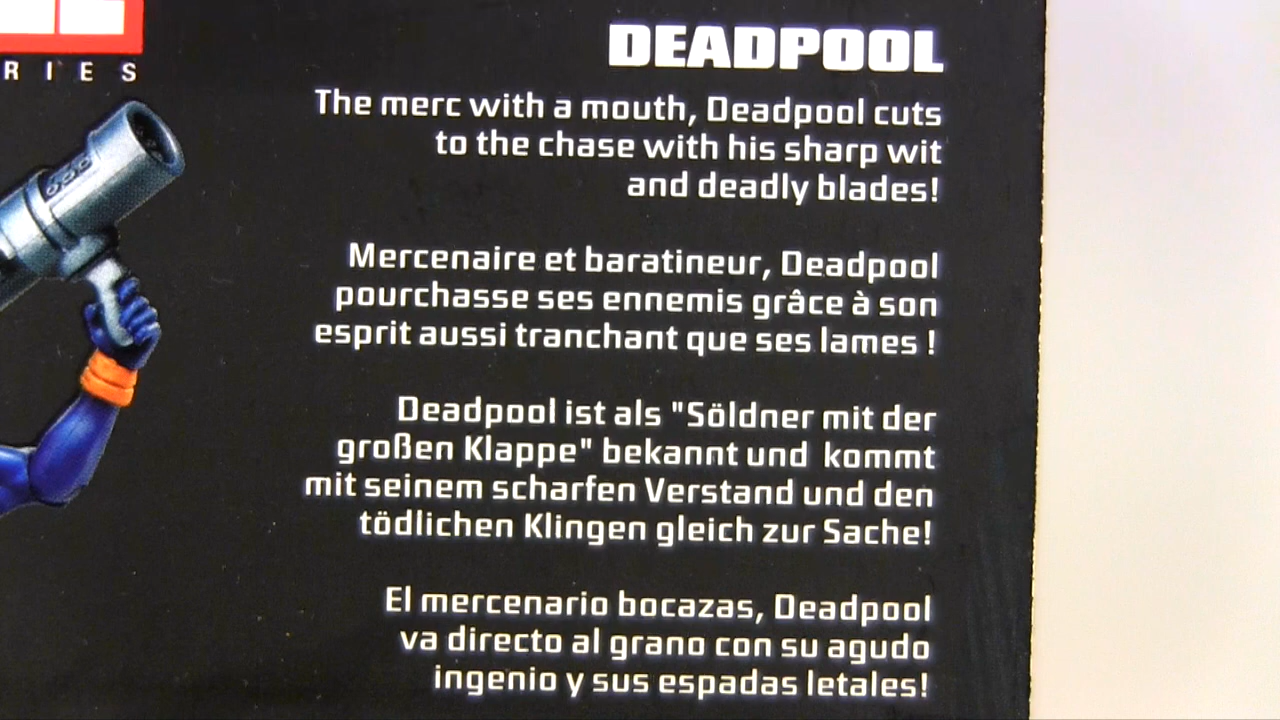 RIES
DEADPOOL
The merc with a mouth, Deadpool cuts
to the chase with his sharp wit
and deadly blades!
Mercenaire et baratineur, Deadpool
pourchasse ses ennemis grâce à son
esprit aussi tranchant que ses lames !
Deadpool ist als "Söldner mit der
großen Klappe" bekannt und kommt
mit seinem scharfen Verstand und den
tödlichen Klingen gleich zur Sache!
El mercenario bocazas, Deadpool
va directo al grano con su agudo
ingenio y sus espadas letales!